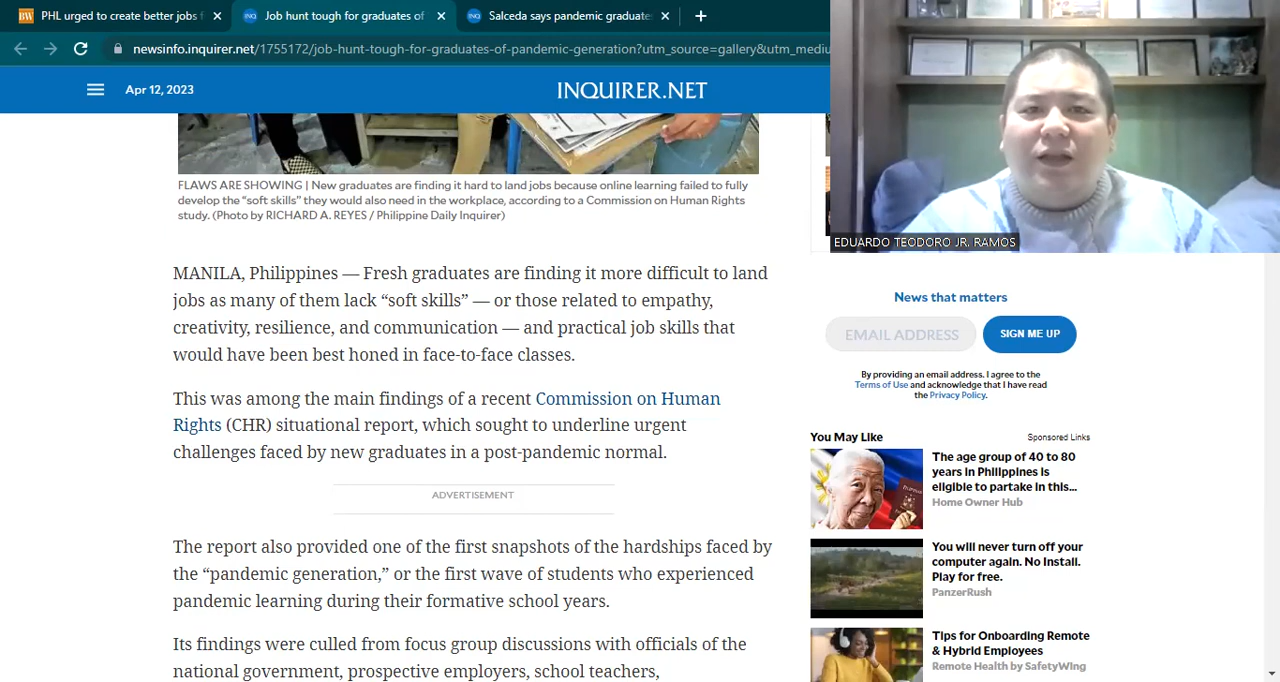 PHL urged to create better jobs f
Job hunt tough for graduates of
Salceda says pandemic graduate
newsinfo.inquirer.net/1755172/job-hunt-tough-for-graduates-of-pandemic-generation?utm_source=gallery&utm_mediu
Apr 12, 2023
INQUIRER.NET
EDUARDO TEODORO JR. RAMOS
FLAWS ARE SHOWING | New graduates are finding it hard to land jobs because online learning failed to fully
develop the “soft skills” they would also need in the workplace, according to a Commission on Human Rights
study. (Photo by RICHARD A. REYES / Philippine Daily Inquirer)
MANILA, Philippines — Fresh graduates are finding it more difficult to land
jobs as many of them lack “soft skills” — or those related to empathy,
creativity, resilience, and communication — and practical job skills that
would have been best honed in face-to-face classes.
This was among the main findings of a recent Commission on Human
Rights (CHR) situational report, which sought to underline urgent
challenges faced by new graduates in a post-pandemic normal.
ADVERTISEMENT
The report also provided one of the first snapshots of the hardships faced by
the “pandemic generation,” or the first wave of students who experienced
pandemic learning during their formative school years.
Its findings were culled from focus group discussions with officials of the
national government, prospective employers, school teachers,
News that matters
EMAIL ADDRESS
SIGN ME UP
By providing an email address. I agree to the
Terms of Use and acknowledge that I have read
the Privacy Policy.
You May Like
Sponsored Links
The age group of 40 to 80
years in Philippines is
eligible to partake in this...
Home Owner Hub
You will never turn off your
computer again. No Install.
Play for free.
PanzerRush
Tips for Onboarding Remote
& Hybrid Employees
Remote Health by SafetyWing